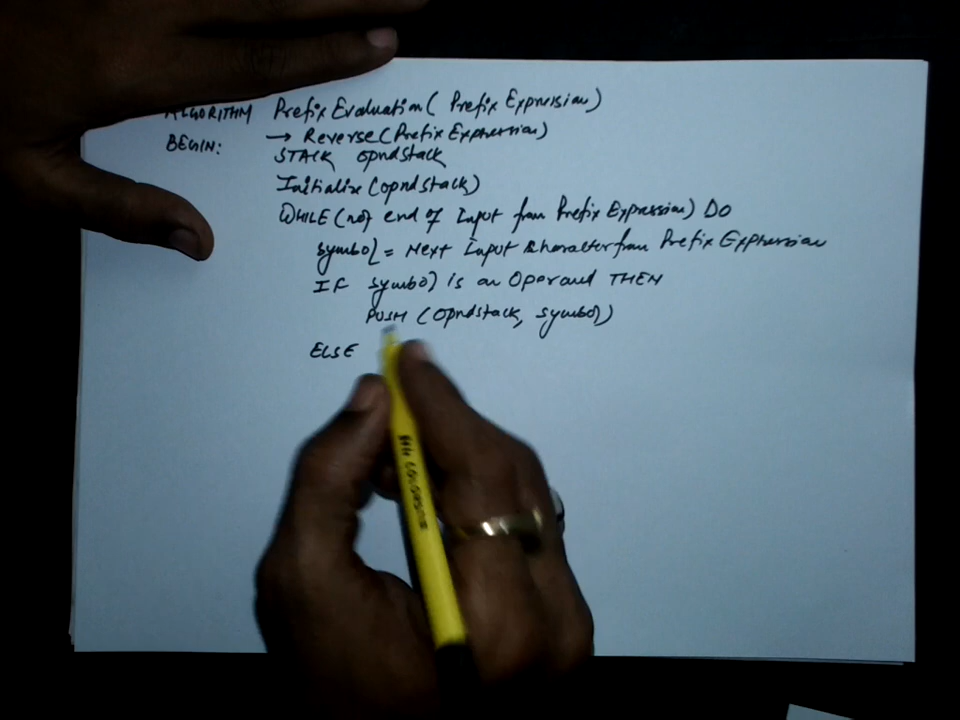 ALGORITHM Prefix Evaluation( Prefix Expression)
BEGIN: → Reverse(Prefix Expression)
STACK OpndStack
Initialize(OpndStack)
WHILE(not end of Input from Prefix Expression) DO
symbol = Next Input Character from Prefix Expression
IF symbol is an Operand THEN
PUSH (Opndstack, symbol)
ELSE